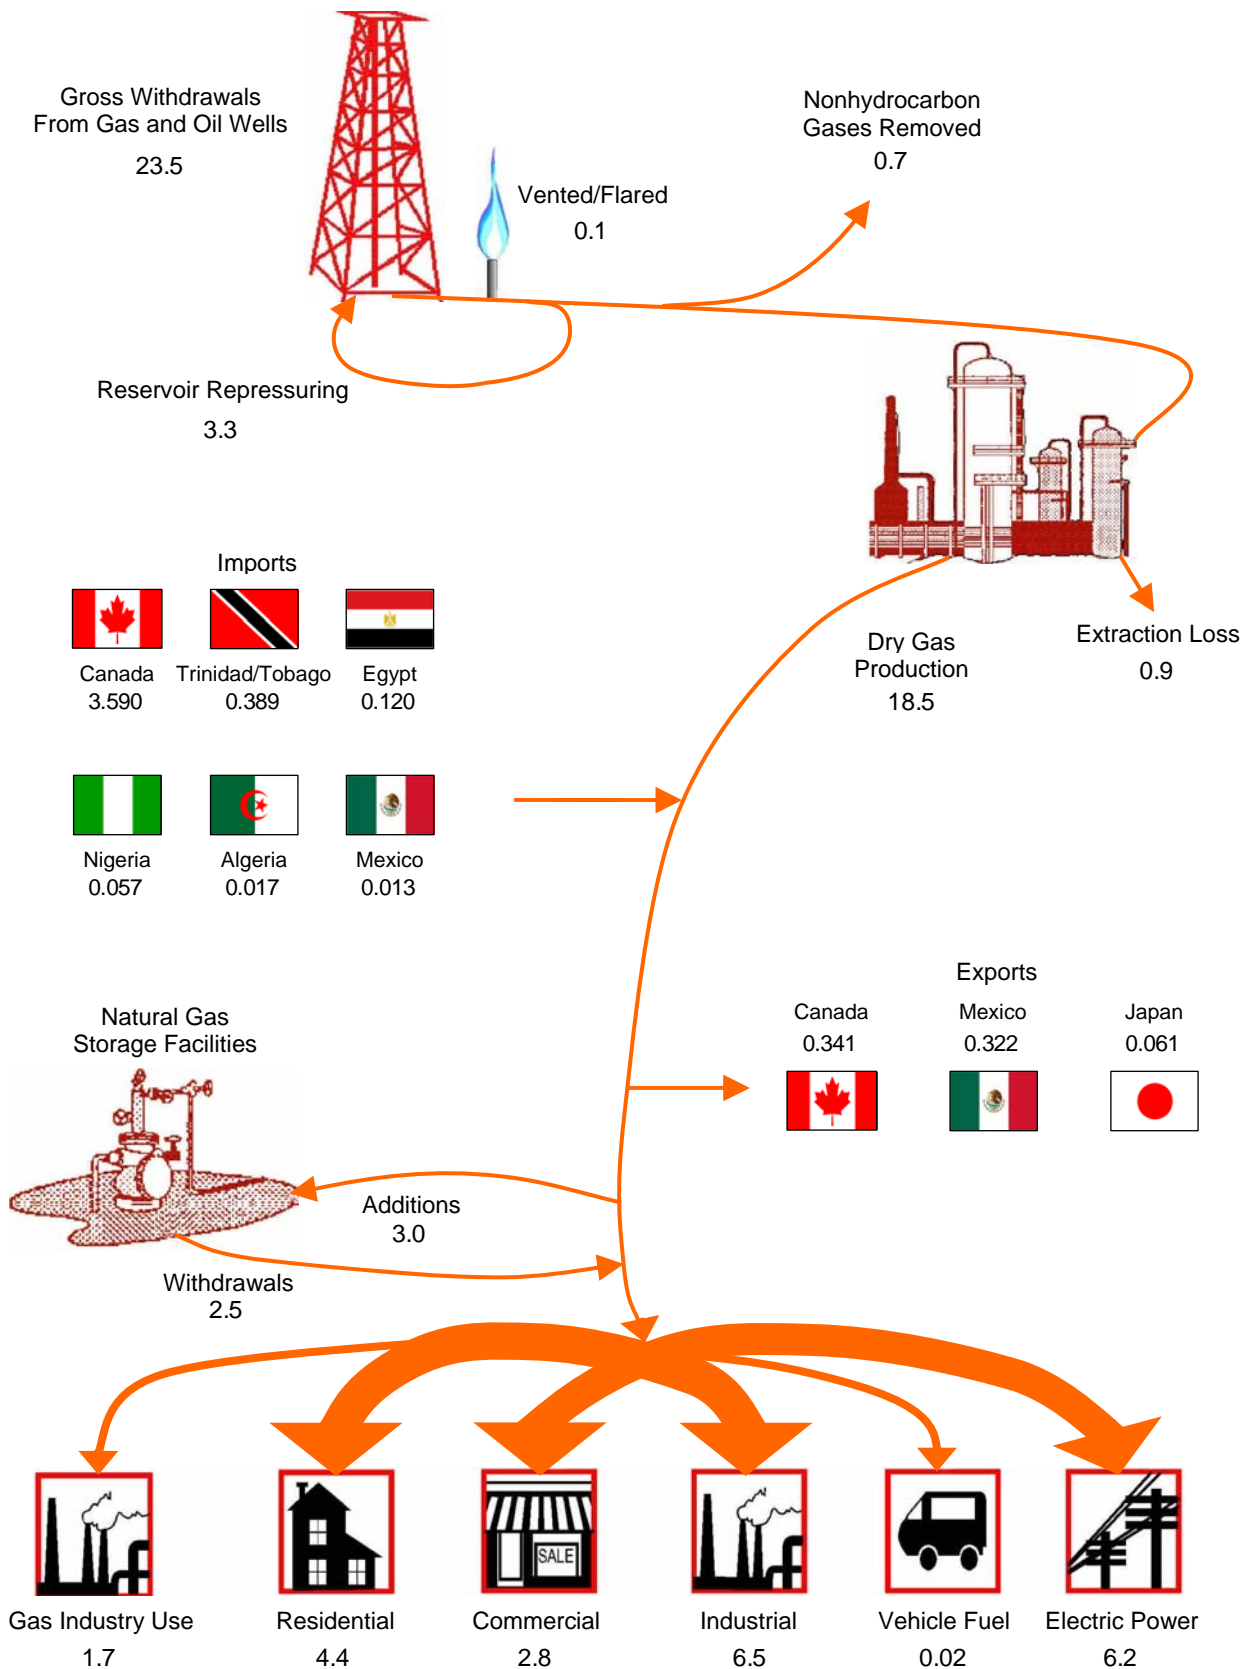 Gross Withdrawals
From Gas and Oil Wells
23.5
Vented/Flared
0.1
Nonhydrocarbon
Gases Removed
0.7
Reservoir Repressuring
3.3
Imports
Canada
3.590
Trinidad/Tobago
0.389
Egypt
0.120
Nigeria
0.057
Algeria
0.017
Mexico
0.013
Dry Gas
Production
18.5
Extraction Loss
0.9
Exports
Canada
0.341
Mexico
0.322
Japan
0.061
Natural Gas
Storage Facilities
Additions
3.0
Withdrawals
2.5
SALE
Gas Industry Use
1.7
Residential
4.4
Commercial
2.8
Industrial
6.5
Vehicle Fuel
0.02
Electric Power
6.2